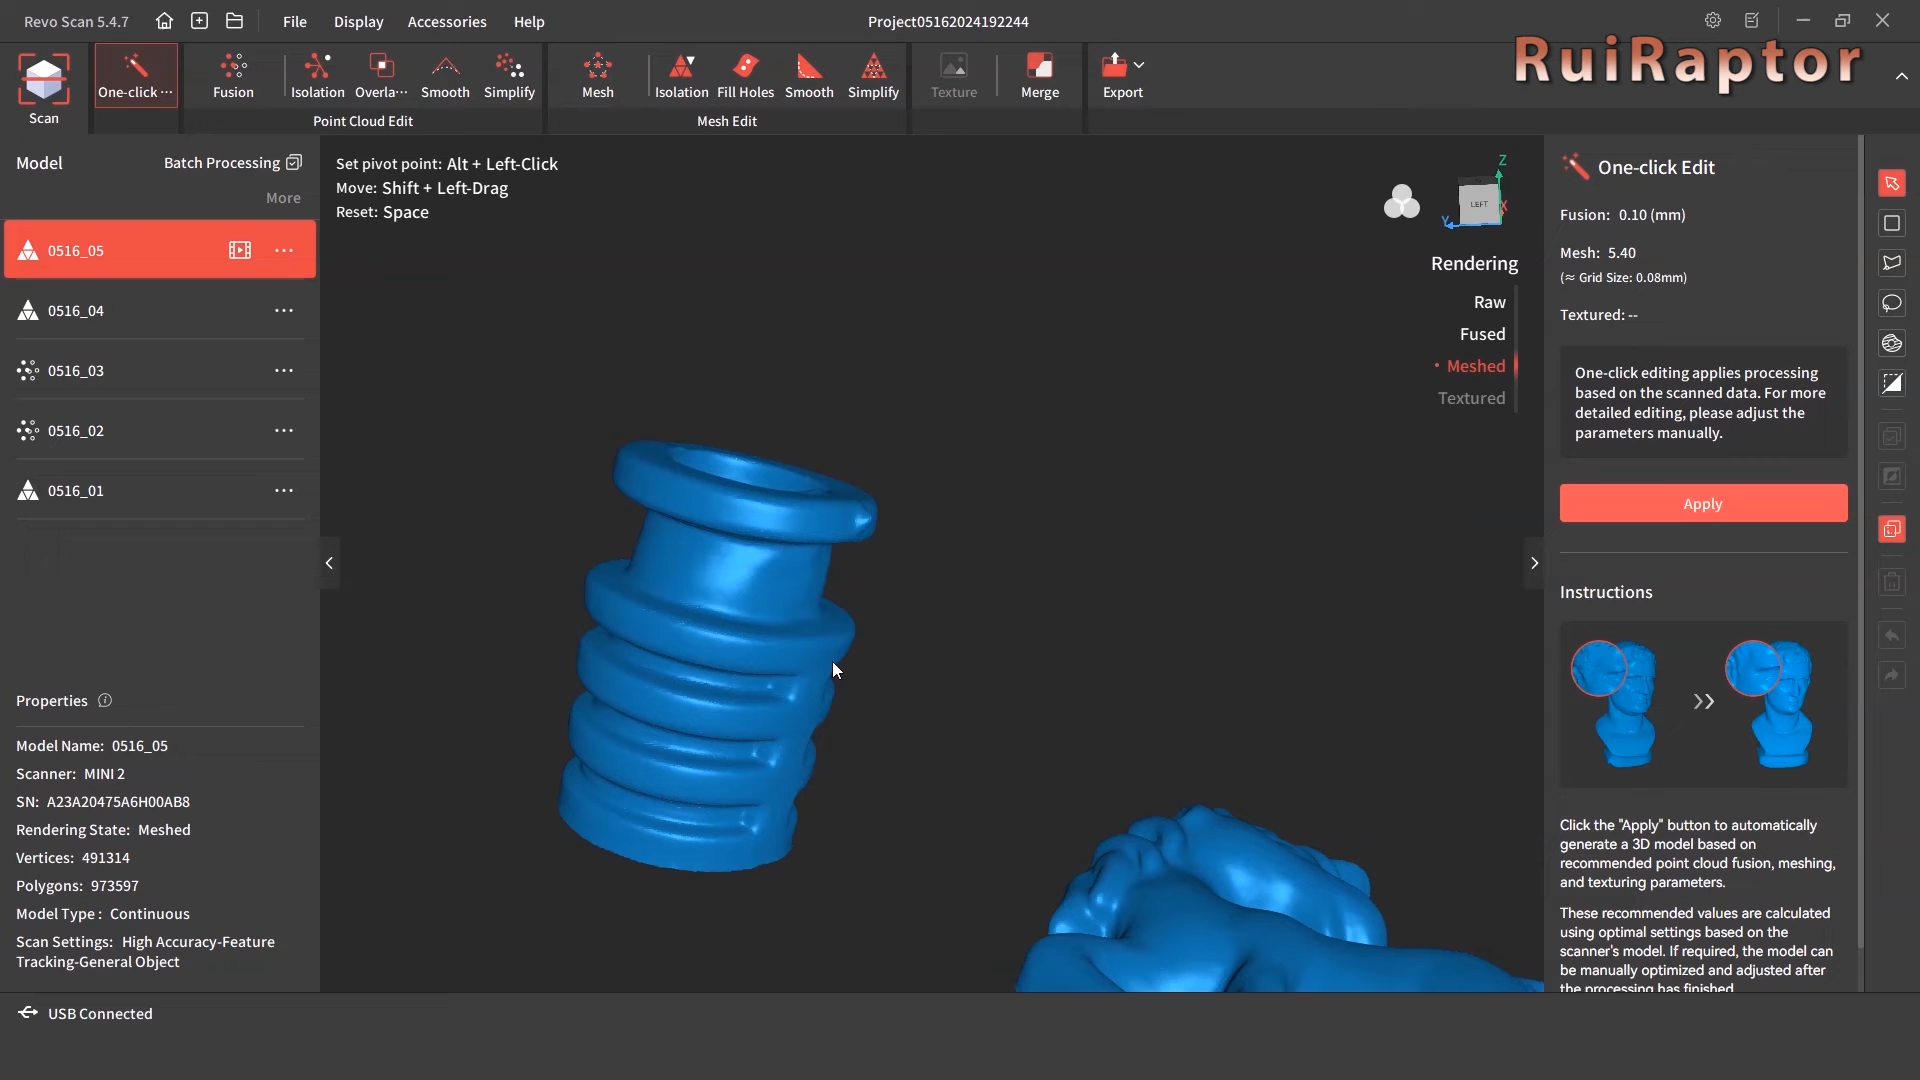 Revo Scan 5.4.7
File
Display
Accessories
Help
Project05162024192244
RuiRaptor
Scan
One-click ···
Fusion
Isolation
Overla···
Smooth
Simplify
Point Cloud Edit
Mesh
Isolation
Fill Holes
Smooth
Simplify
Mesh Edit
Texture
Merge
Export
Model
Batch Processing
More
0516_05
0516_04
0516_03
0516_02
0516_01
Properties
Model Name: 0516_05
Scanner: MINI 2
SN: A23A20475A6H00AB8
Rendering State: Meshed
Vertices: 491314
Polygons: 973597
Model Type : Continuous
Scan Settings: High Accuracy-Feature
Tracking-General Object
USB Connected
Set pivot point: Alt + Left-Click
Move: Shift + Left-Drag
Reset: Space
Z
LEFT
X
Y
Rendering
Raw
Fused
• Meshed
Textured
One-click Edit
Fusion: 0.10 (mm)
Mesh: 5.40
(≈ Grid Size: 0.08mm)
Textured: --
One-click editing applies processing
based on the scanned data. For more
detailed editing, please adjust the
parameters manually.
Apply
Instructions
Click the "Apply" button to automatically
generate a 3D model based on
recommended point cloud fusion, meshing,
and texturing parameters.
These recommended values are calculated
using optimal settings based on the
scanner's model. If required, the model can
be manually optimized and adjusted after
the processing has finished.